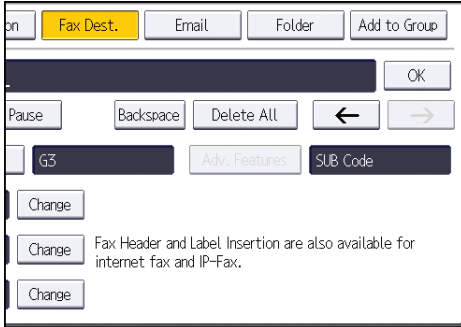 on Fax Dest. Email Folder Add to Group
_ OK
Pause Backspace Delete All ← →
G3 Adv. Features SUB Code
Change
Change Fax Header and Label Insertion are also available for
internet fax and IP-Fax.
Change